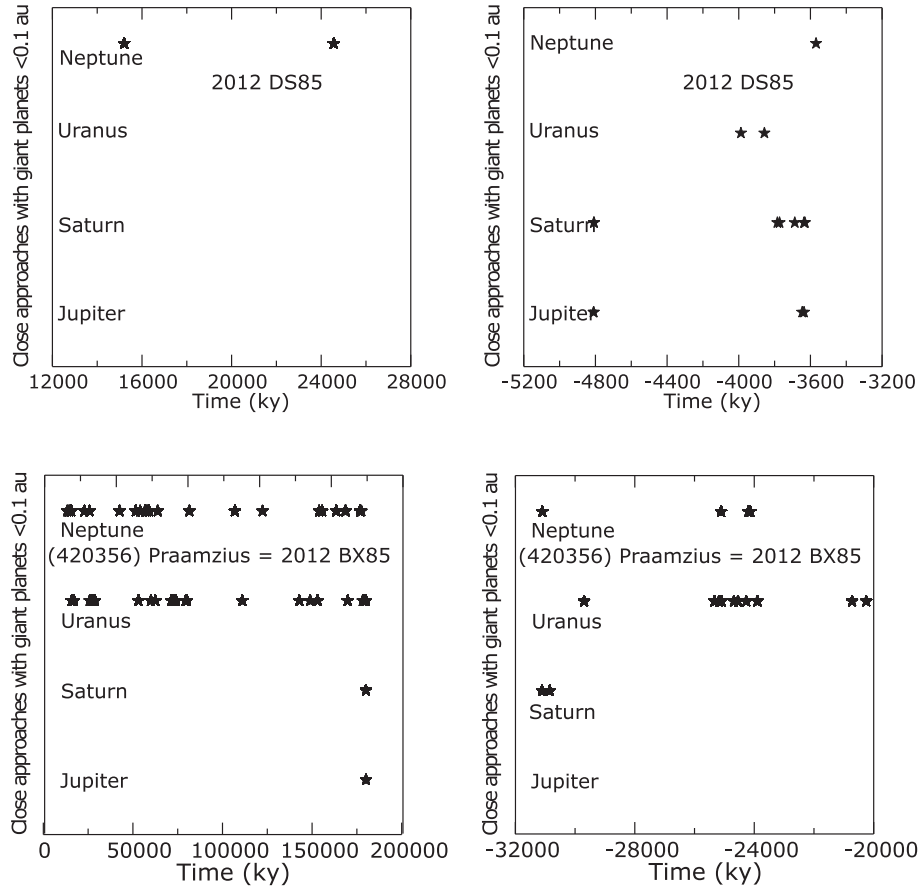 Close approaches with giant planets <0.1 au
Neptune
2012 DS85
Uranus
Saturn
Jupiter
12000 16000 20000 24000 28000
Time (ky)
Close approaches with giant planets <0.1 au
Neptune
2012 DS85
Uranus
Saturn
Jupiter
-5200 -4800 -4400 -4000 -3600 -3200
Time (ky)
Close approaches with giant planets <0.1 au
Neptune
(420356) Praamzius = 2012 BX85
Uranus
Saturn
Jupiter
0 50000 100000 150000 200000
Time (ky)
Close approaches with giant planets <0.1 au
Neptune
(420356) Praamzius = 2012 BX85
Uranus
Saturn
Jupiter
-32000 -28000 -24000 -20000
Time (ky)